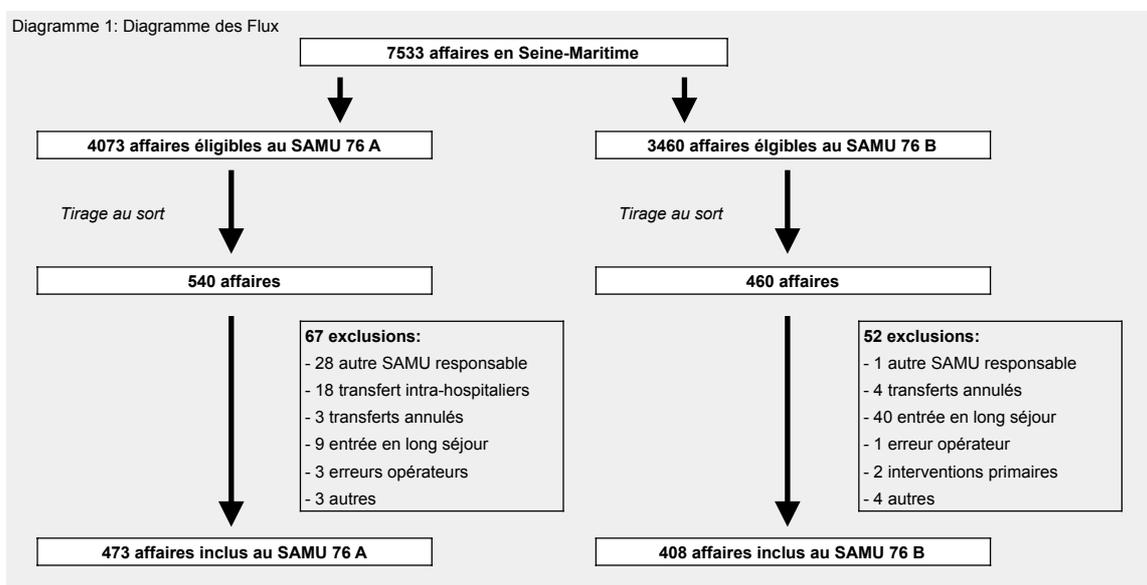 Diagramme 1: Diagramme des Flux
7533 affaires en Seine-Maritime
4073 affaires éligibles au SAMU 76 A
3460 affaires élgibles au SAMU 76 B
Tirage au sort
Tirage au sort
540 affaires
460 affaires
67 exclusions:
- 28 autre SAMU responsable
- 18 transfert intra-hospitaliers
- 3 transferts annulés
- 9 entrée en long séjour
- 3 erreurs opérateurs
- 3 autres
52 exclusions:
- 1 autre SAMU responsable
- 4 transferts annulés
- 40 entrée en long séjour
- 1 erreur opérateur
- 2 interventions primaires
- 4 autres
473 affaires inclus au SAMU 76 A
408 affaires inclus au SAMU 76 B